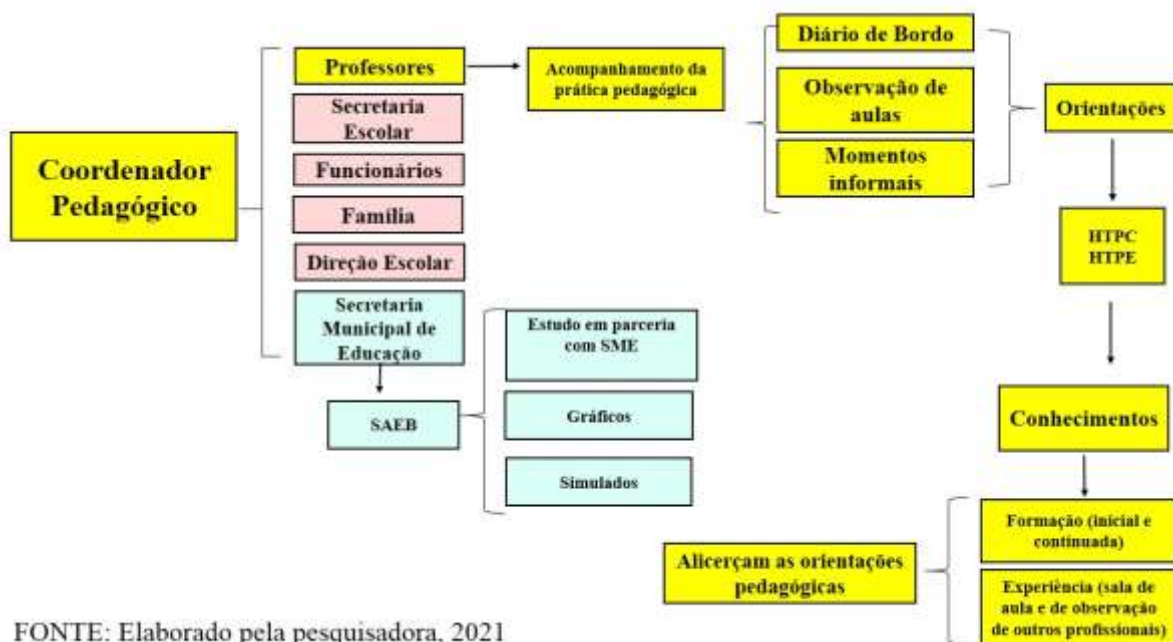 Coordenador
Pedagógico
Professores
Secretaria
Escolar
Funcionários
Família
Direção Escolar
Secretaria
Municipal de
Educação
SAEB
Estudo em parceria
com SME
Gráficos
Simulados
Acompanhamento da
prática pedagógica
Diário de Bordo
Observação de
aulas
Momentos
informais
Orientações
HTPC
HTPE
Conhecimentos
Formação (inicial e
continuada)
Experiência (sala de
aula e de observação
de outros profissionais)
Alicerçam as orientações
pedagógicas
FONTE: Elaborado pela pesquisadora, 2021